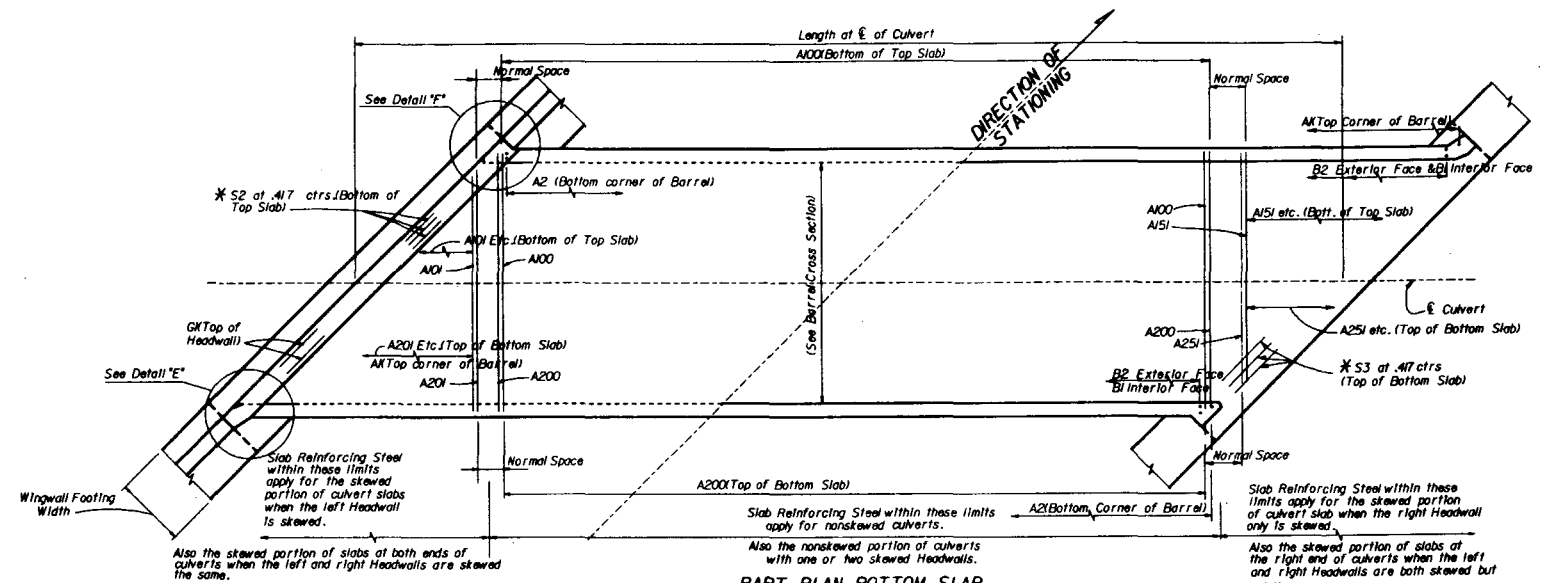 Length at ℄ of Culvert
A100(Bottom of Top Slab)
Normal Space
Normal Space
See Detail "F"
DIRECTION OF
STATIONING
A1(Top Corner of Barrel)
B2 Exterior Face & B1 Interior Face
A2 (Bottom corner of Barrel)
* S2 at .417 ctrs.(Bottom of
Top Slab)
A100
A151
A151 etc. (Bott. of Top Slab)
A101 Etc.(Bottom of Top Slab)
A101
A100
(See Barrel Cross Section)
℄ Culvert
G1(Top of
Headwall)
A200
A251
A251 etc. (Top of Bottom Slab)
A201 Etc.(Top of Bottom Slab)
A1(Top corner of Barrel)
A201
A200
See Detail "E"
B2 Exterior Face
B1 Interior Face
* S3 at .417 ctrs
(Top of Bottom Slab)
Normal Space
Normal Space
Wingwall Footing
Width
Slab Reinforcing Steel
within these limits
apply for the skewed
portion of culvert slabs
when the left Headwall
is skewed.
A200(Top of Bottom Slab)
Slab Reinforcing Steel within these limits
apply for nonskewed culverts.
A2(Bottom Corner of Barrel)
Slab Reinforcing Steel within these
limits apply for the skewed portion
of culvert slab when the right Headwall
only is skewed.
Also the skewed portion of slabs at both ends of
culverts when the left and right Headwalls are skewed
the same.
Also the nonskewed portion of culverts
with one or two skewed Headwalls.
Also the skewed portion of slabs at
the right end of culverts when the left
and right Headwalls are both skewed but
PART PLAN BOTTOM SLAB